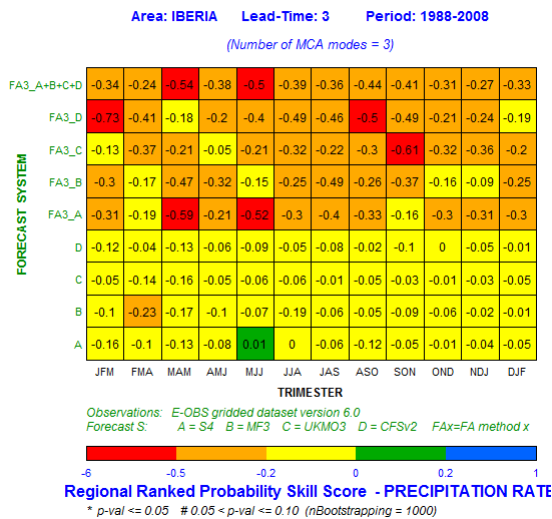 Area: IBERIA Lead-Time: 3 Period: 1988-2008
(Number of MCA modes = 3)
FA3_A+B+C+D -0.34 -0.24 -0.54 -0.38 -0.5 -0.39 -0.36 -0.44 -0.41 -0.31 -0.27 -0.33
FA3_D -0.73 -0.41 -0.18 -0.2 -0.4 -0.49 -0.46 -0.5 -0.49 -0.21 -0.24 -0.19
FA3_C -0.13 -0.37 -0.21 -0.05 -0.21 -0.32 -0.22 -0.3 -0.61 -0.32 -0.36 -0.2
FA3_B -0.3 -0.17 -0.47 -0.32 -0.15 -0.25 -0.49 -0.26 -0.37 -0.16 -0.09 -0.25
FA3_A -0.31 -0.19 -0.59 -0.21 -0.52 -0.3 -0.4 -0.33 -0.16 -0.3 -0.31 -0.3
D -0.12 -0.04 -0.13 -0.06 -0.09 -0.05 -0.08 -0.02 -0.1 0 -0.05 -0.01
C -0.05 -0.14 -0.16 -0.05 -0.06 -0.06 -0.01 -0.05 -0.03 -0.01 -0.03 -0.05
B -0.1 -0.23 -0.17 -0.1 -0.07 -0.19 -0.06 -0.05 -0.09 -0.06 -0.02 -0.01
A -0.16 -0.1 -0.13 -0.08 0.01 0 -0.06 -0.12 -0.05 -0.01 -0.04 -0.05
FORECAST SYSTEM
JFM FMA MAM AMJ MJJ JJA JAS ASO SON OND NDJ DJF
TRIMESTER
Observations: E-OBS gridded dataset version 6.0
Forecast S: A = S4 B = MF3 C = UKMO3 D = CFSv2 FAx=FA method x
-6 -0.5 -0.2 0 0.2 1
Regional Ranked Probability Skill Score - PRECIPITATION RATE
* p-val <= 0.05 # 0.05 < p-val <= 0.10 (nBootstrapping = 1000)